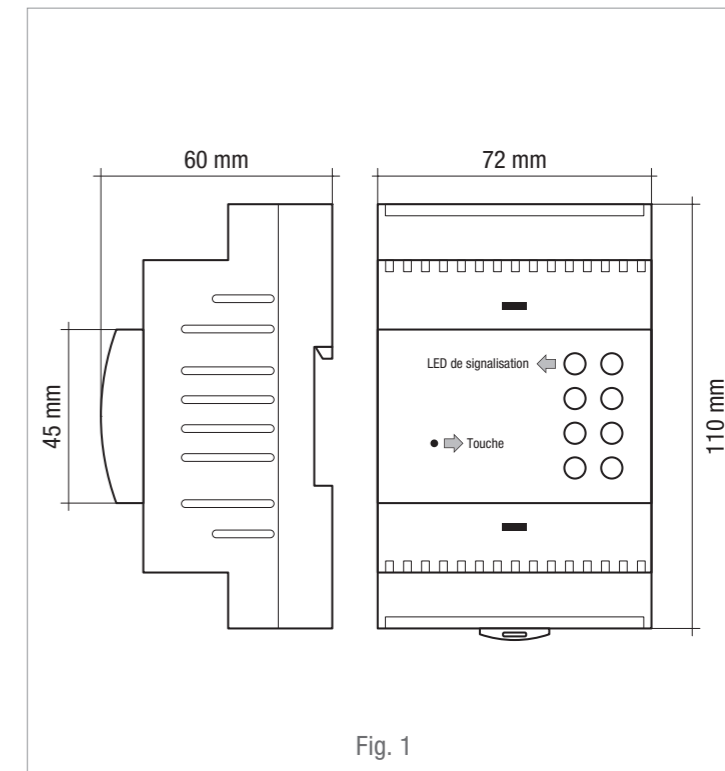 60 mm
72 mm
45 mm
110 mm
LED de signalisation
Touche
Fig. 1